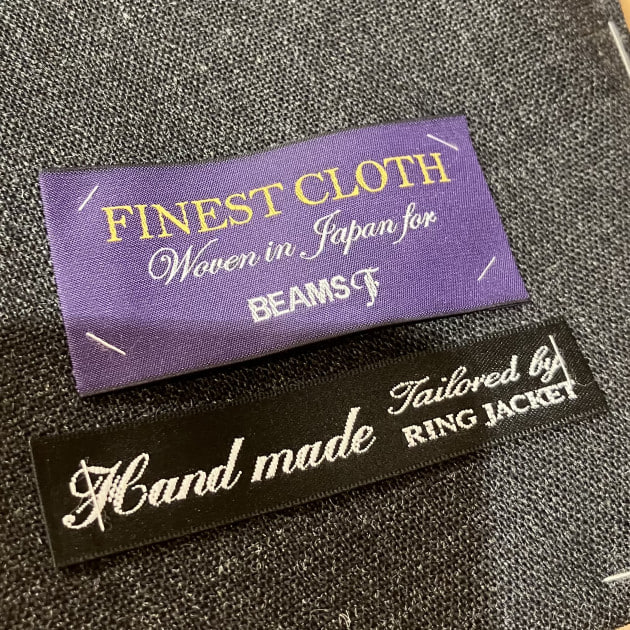 FINEST CLOTH
Woven in Japan for
BEAMS F
Hand made
Tailored by
RING JACKET